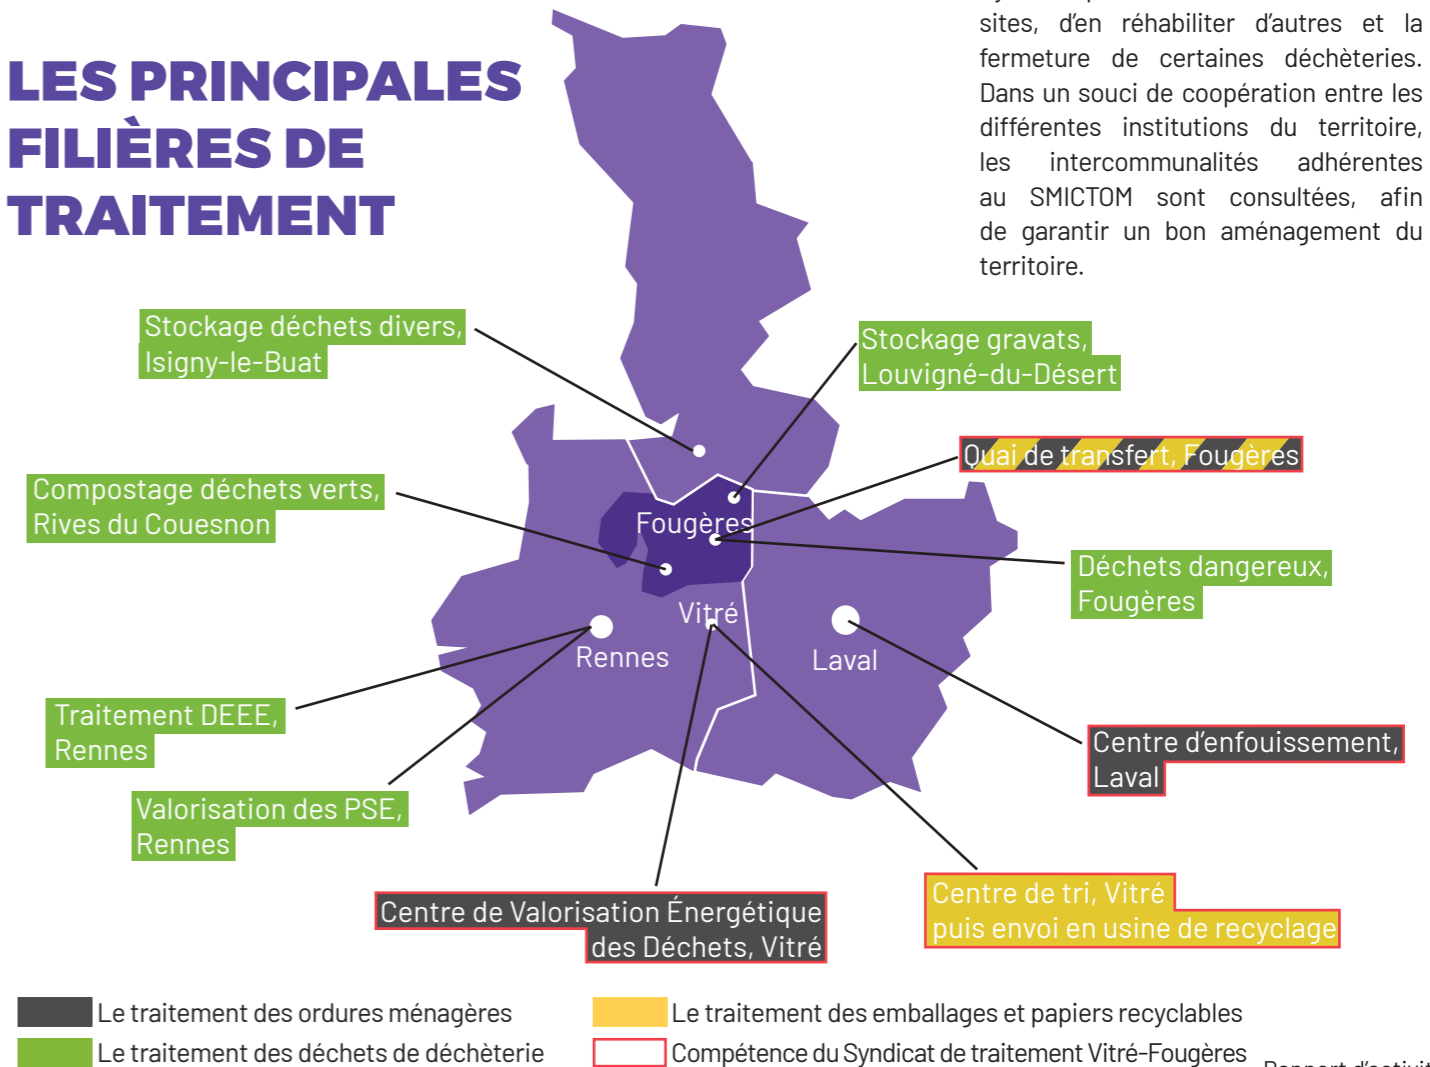 LES PRINCIPALES
FILIÈRES DE
TRAITEMENT
sites, d'en réhabiliter d'autres et la
fermeture de certaines déchèteries.
Dans un souci de coopération entre les
différentes institutions du territoire,
les intercommunalités adhérentes
au SMICTOM sont consultées, afin
de garantir un bon aménagement du
territoire.
Stockage déchets divers,
Isigny-le-Buat
Stockage gravats,
Louvigné-du-Désert
Quai de transfert, Fougères
Compostage déchets verts,
Rives du Couesnon
Fougères
Déchets dangereux,
Fougères
Vitré
Rennes
Laval
Traitement DEEE,
Rennes
Centre d'enfouissement,
Laval
Valorisation des PSE,
Rennes
Centre de Valorisation Énergétique
des Déchets, Vitré
Centre de tri, Vitré
puis envoi en usine de recyclage
Le traitement des ordures ménagères
Le traitement des emballages et papiers recyclables
Le traitement des déchets de déchèterie
Compétence du Syndicat de traitement Vitré-Fougères